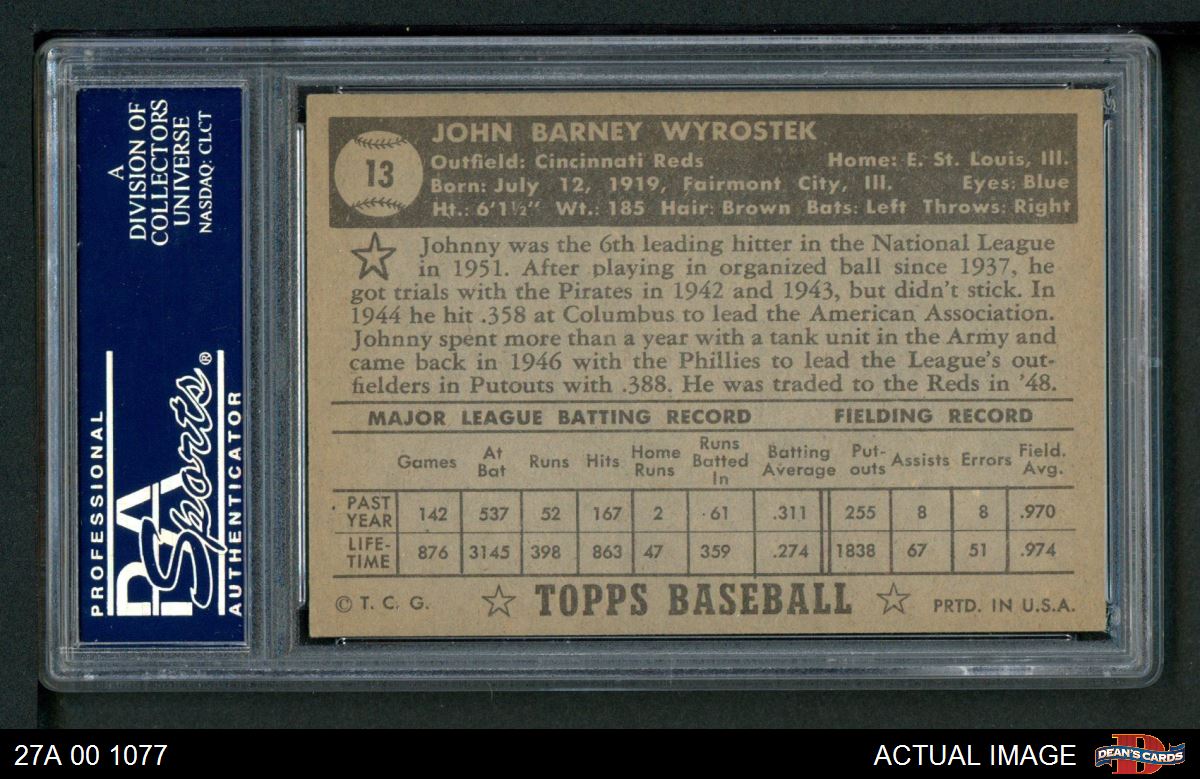 A
DIVISION OF
COLLECTORS
UNIVERSE
NASDAQ: CLCT
PROFESSIONAL
PSA
Sports®
AUTHENTICATOR
13
JOHN BARNEY WYROSTEK
Outfield: Cincinnati Reds Home: E. St. Louis, Ill.
Born: July 12, 1919, Fairmont City, Ill. Eyes: Blue
Ht.: 6'1½" Wt.: 185 Hair: Brown Bats: Left Throws: Right
Johnny was the 6th leading hitter in the National League
in 1951. After playing in organized ball since 1937, he
got trials with the Pirates in 1942 and 1943, but didn't stick. In
1944 he hit .358 at Columbus to lead the American Association.
Johnny spent more than a year with a tank unit in the Army and
came back in 1946 with the Phillies to lead the League's out-
fielders in Putouts with .388. He was traded to the Reds in '48.
MAJOR LEAGUE BATTING RECORD FIELDING RECORD
Games At Bat Runs Hits Home Runs Runs Batted In Batting Average Put-outs Assists Errors Field. Avg.
PAST YEAR 142 537 52 167 2 61 .311 255 8 8 .970
LIFE-TIME 876 3145 398 863 47 359 .274 1838 67 51 .974
© T. C. G. TOPPS BASEBALL PRTD. IN U.S.A.
27A 00 1077 ACTUAL IMAGE DEAN'S CARDS